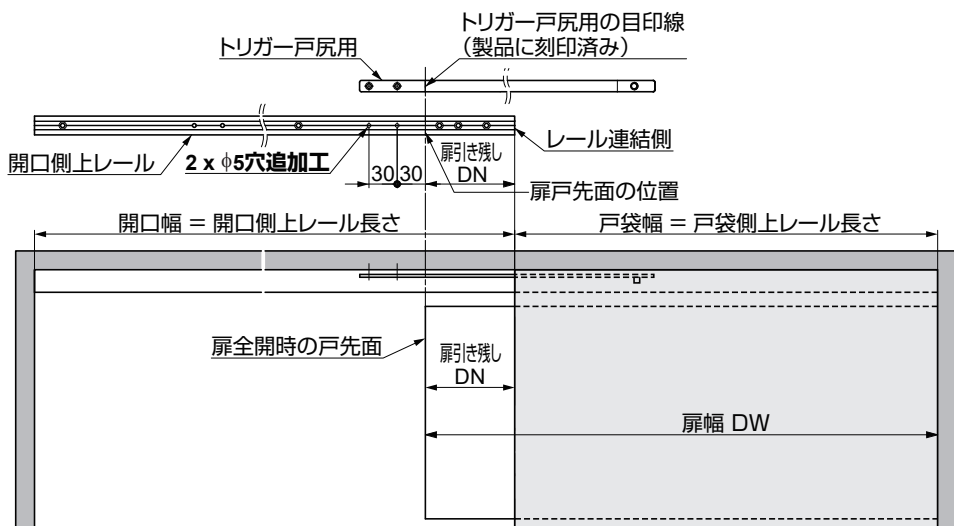 トリガー戸尻用の目印線
（製品に刻印済み）
トリガー戸尻用
開口側上レール
2 x φ5穴追加工
30 30
扉引き残し
DN
レール連結側
扉戸先面の位置
開口幅 = 開口側上レール長さ
戸袋幅 = 戸袋側上レール長さ
扉全開時の戸先面
扉引き残し
DN
扉幅 DW